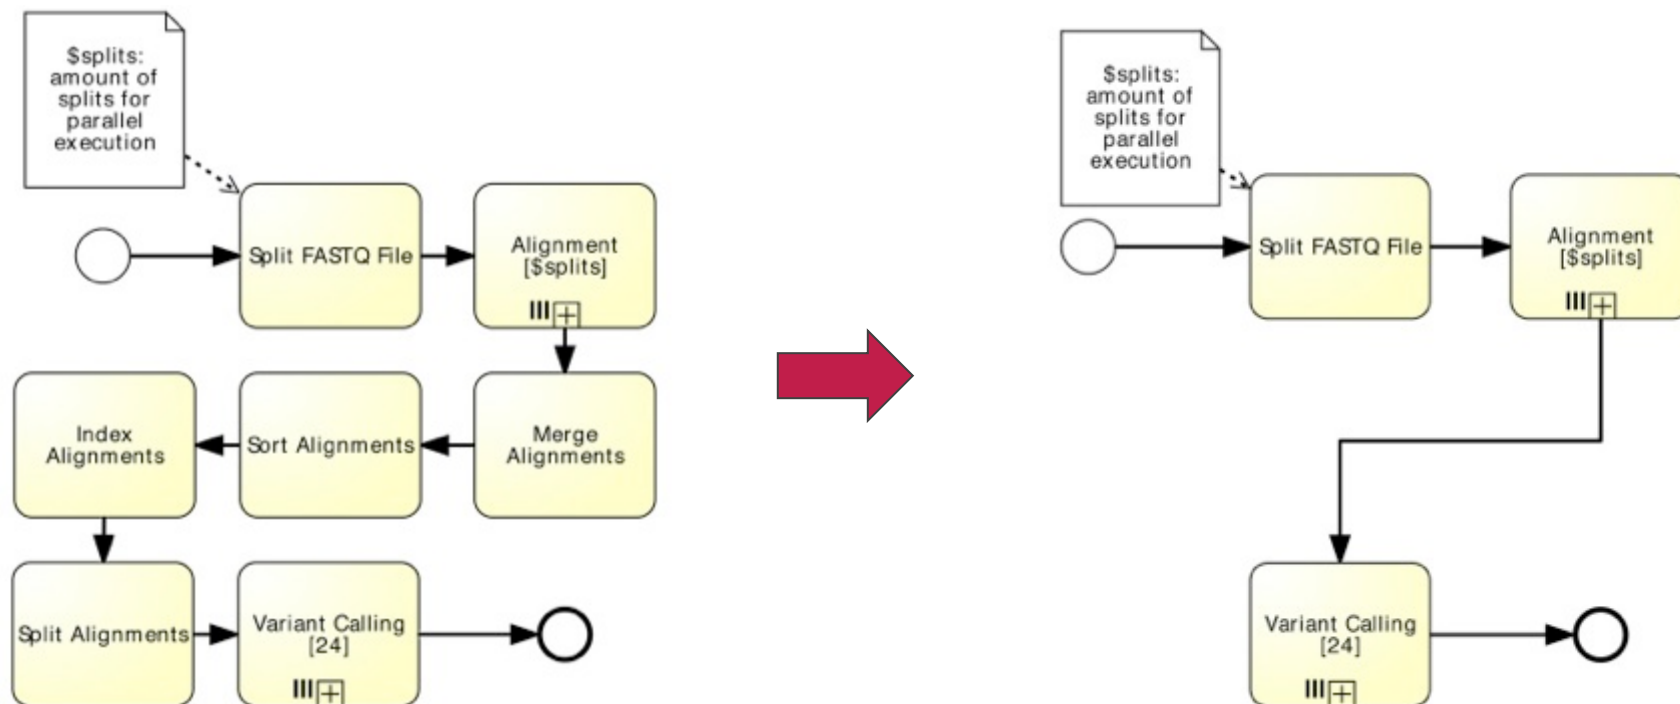 $splits:
amount of
splits for
parallel
execution
Split FASTQ File
Alignment
[$splits]
Index
Alignments
Sort Alignments
Merge
Alignments
Split Alignments
Variant Calling
[24]
$splits:
amount of
splits for
parallel
execution
Split FASTQ File
Alignment
[$splits]
Variant Calling
[24]